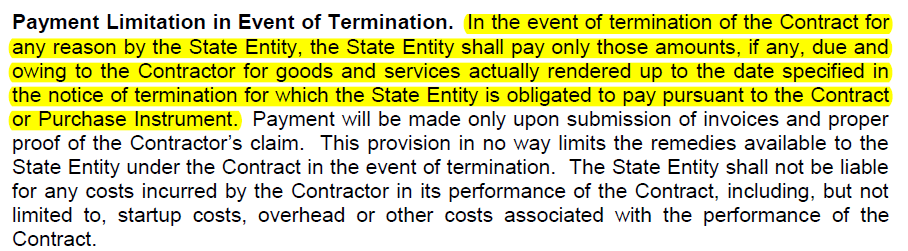 Payment Limitation in Event of Termination. In the event of termination of the Contract for
any reason by the State Entity, the State Entity shall pay only those amounts, if any, due and
owing to the Contractor for goods and services actually rendered up to the date specified in
the notice of termination for which the State Entity is obligated to pay pursuant to the Contract
or Purchase Instrument. Payment will be made only upon submission of invoices and proper
proof of the Contractor's claim. This provision in no way limits the remedies available to the
State Entity under the Contract in the event of termination. The State Entity shall not be liable
for any costs incurred by the Contractor in its performance of the Contract, including, but not
limited to, startup costs, overhead or other costs associated with the performance of the
Contract.